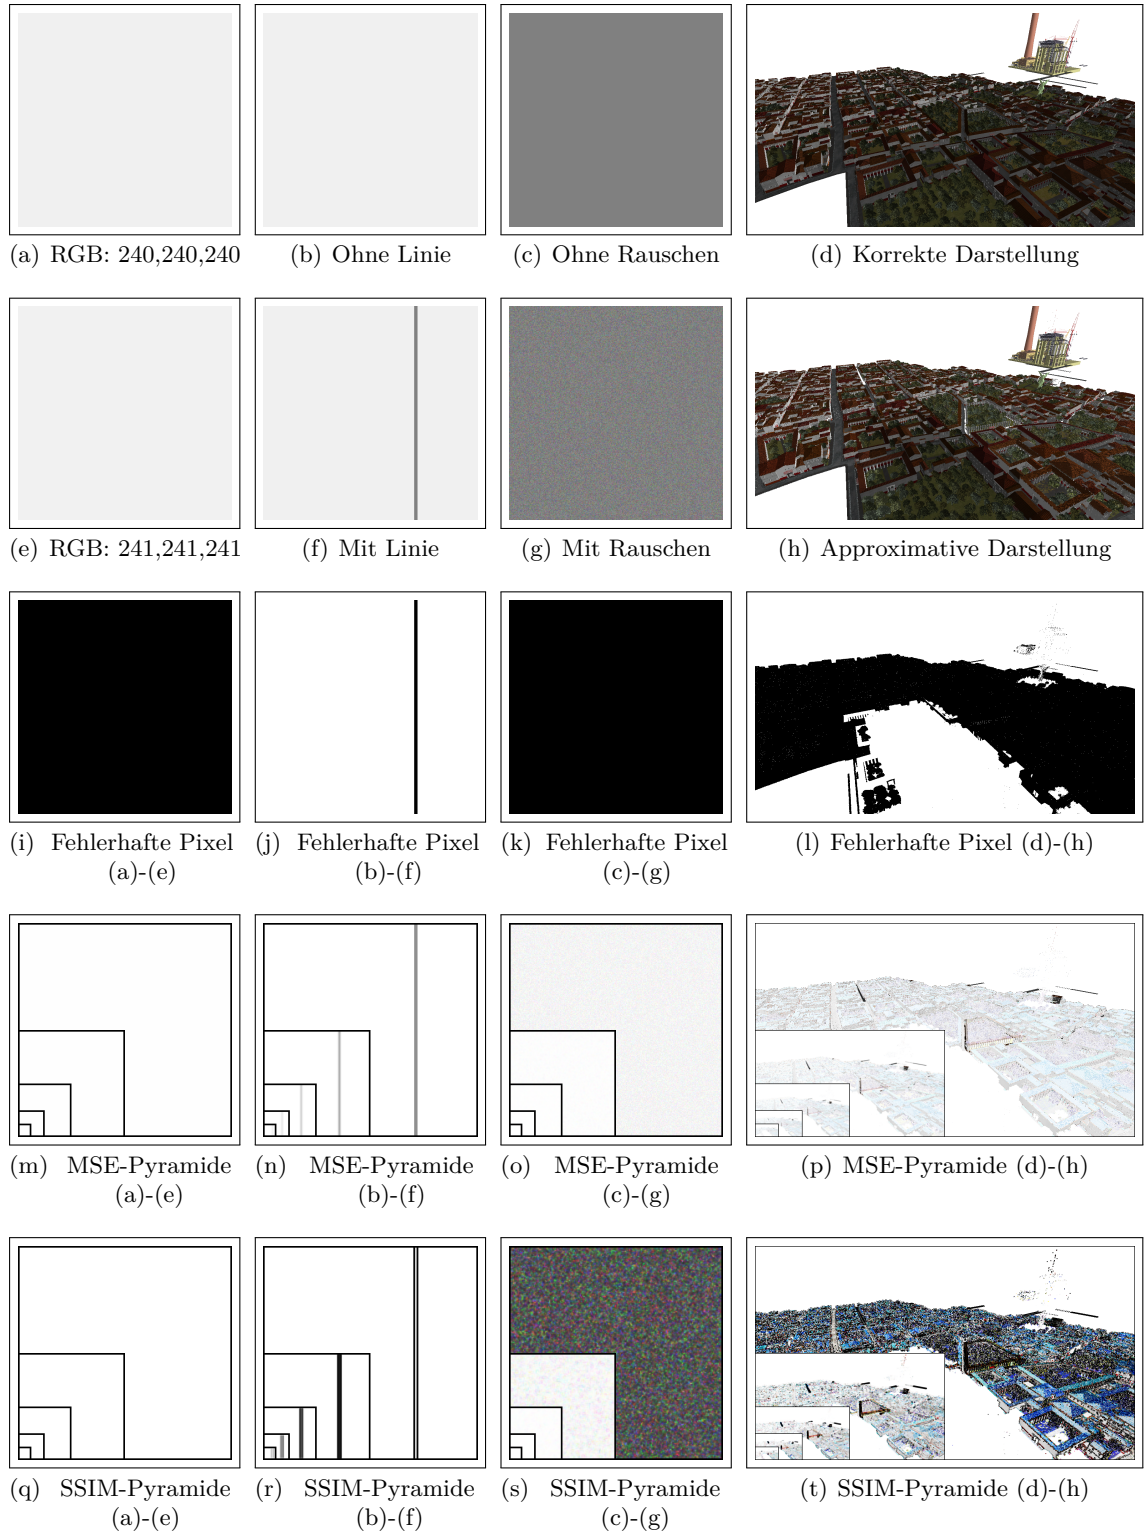 (a) RGB: 240,240,240
(b) Ohne Linie
(c) Ohne Rauschen
(d) Korrekte Darstellung
(e) RGB: 241,241,241
(f) Mit Linie
(g) Mit Rauschen
(h) Approximative Darstellung
(i) Fehlerhafte Pixel
(a)-(e)
(j) Fehlerhafte Pixel
(b)-(f)
(k) Fehlerhafte Pixel
(c)-(g)
(l) Fehlerhafte Pixel (d)-(h)
(m) MSE-Pyramide
(a)-(e)
(n) MSE-Pyramide
(b)-(f)
(o) MSE-Pyramide
(c)-(g)
(p) MSE-Pyramide (d)-(h)
(q) SSIM-Pyramide
(a)-(e)
(r) SSIM-Pyramide
(b)-(f)
(s) SSIM-Pyramide
(c)-(g)
(t) SSIM-Pyramide (d)-(h)